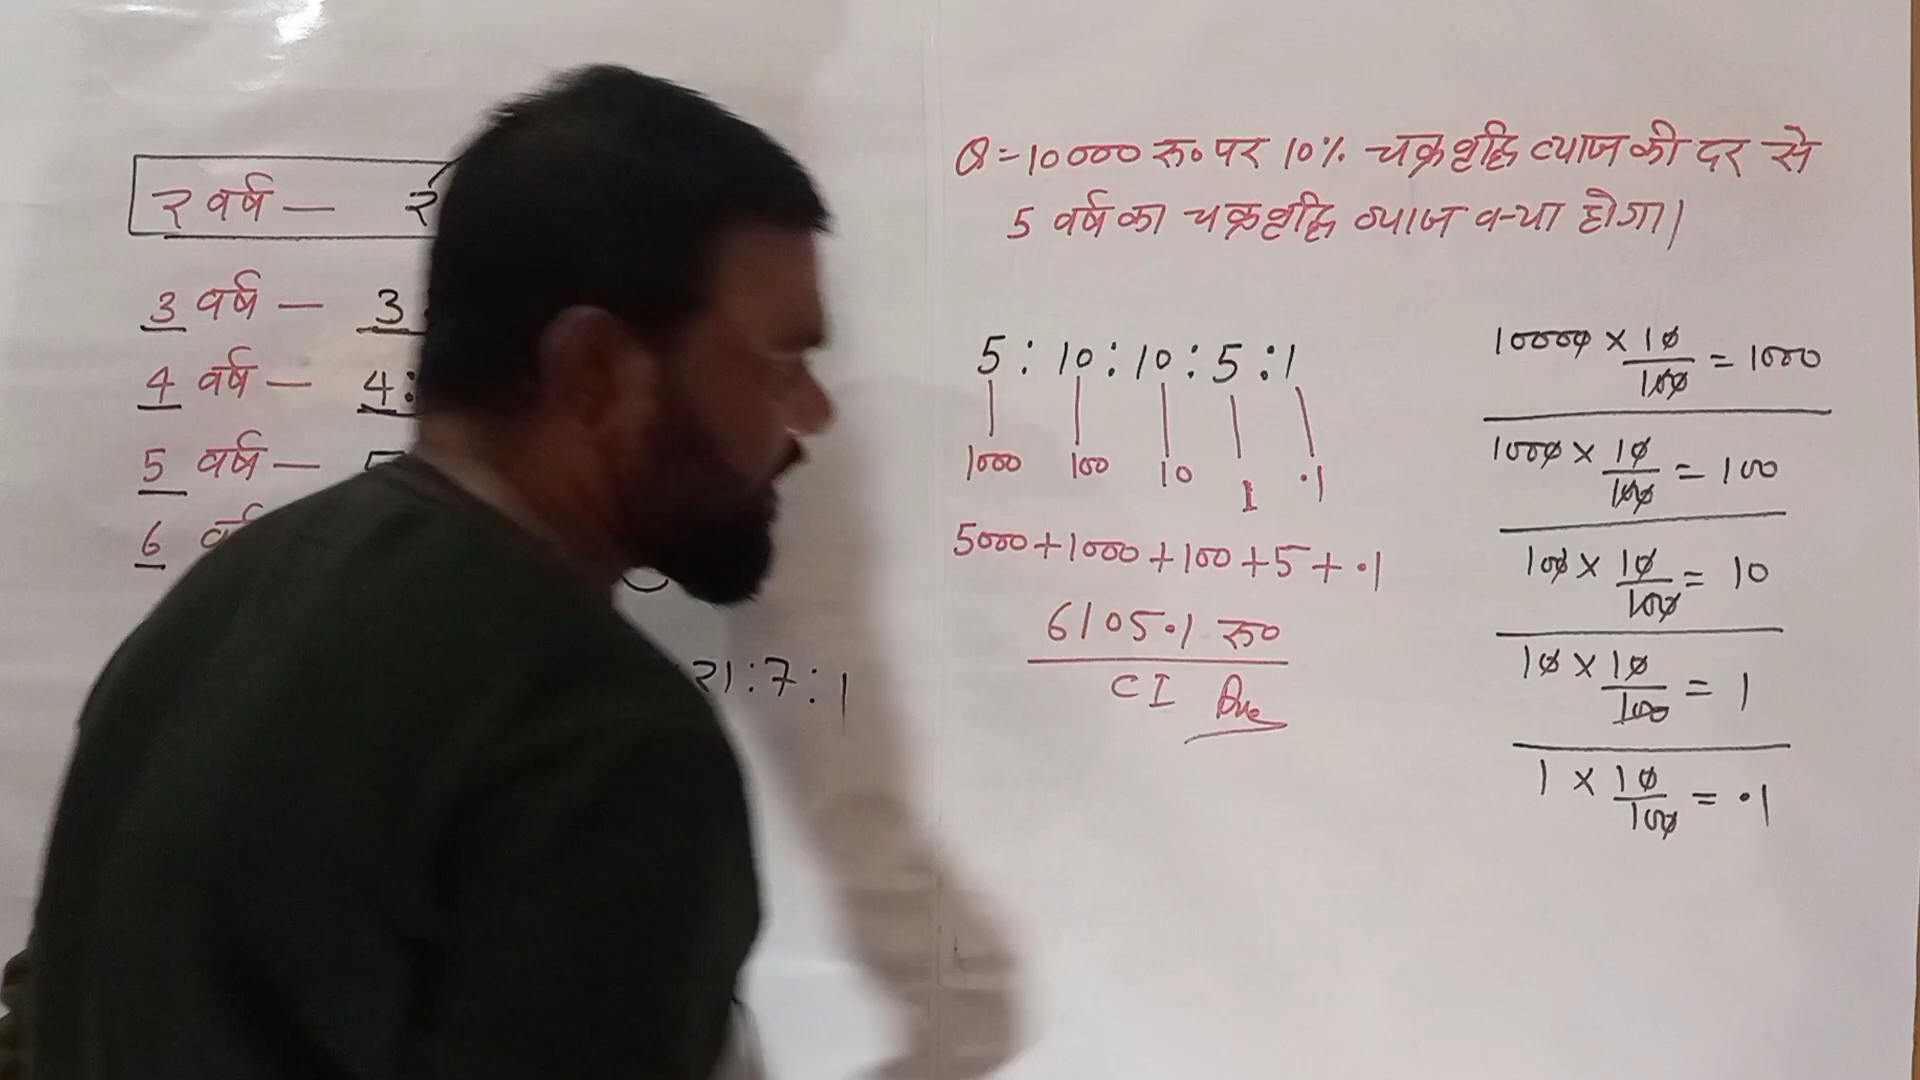 २ वर्ष — २
3 वर्ष — 3
4 वर्ष — 4:
5 वर्ष — 5
6
21:7:1
Q=10000 रू० पर 10% चक्रवृद्धि व्याज की दर से
5 वर्ष का चक्रवृद्धि व्याज क्या होगा।
5:10:10:5:1
1000 100 10 1 .1
5000+1000+100+5+.1
6105.1 रू०
CI Ans
10000 × 10/100 = 1000
1000 × 10/100 = 100
100 × 10/100 = 10
10 × 10/100 = 1
1 × 10/100 = .1